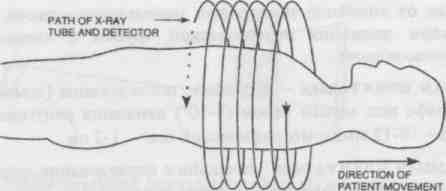 PATH OF X-RAY
TUBE AND DETECTOR
DIRECTION OF
PATIENT MOVEMENT